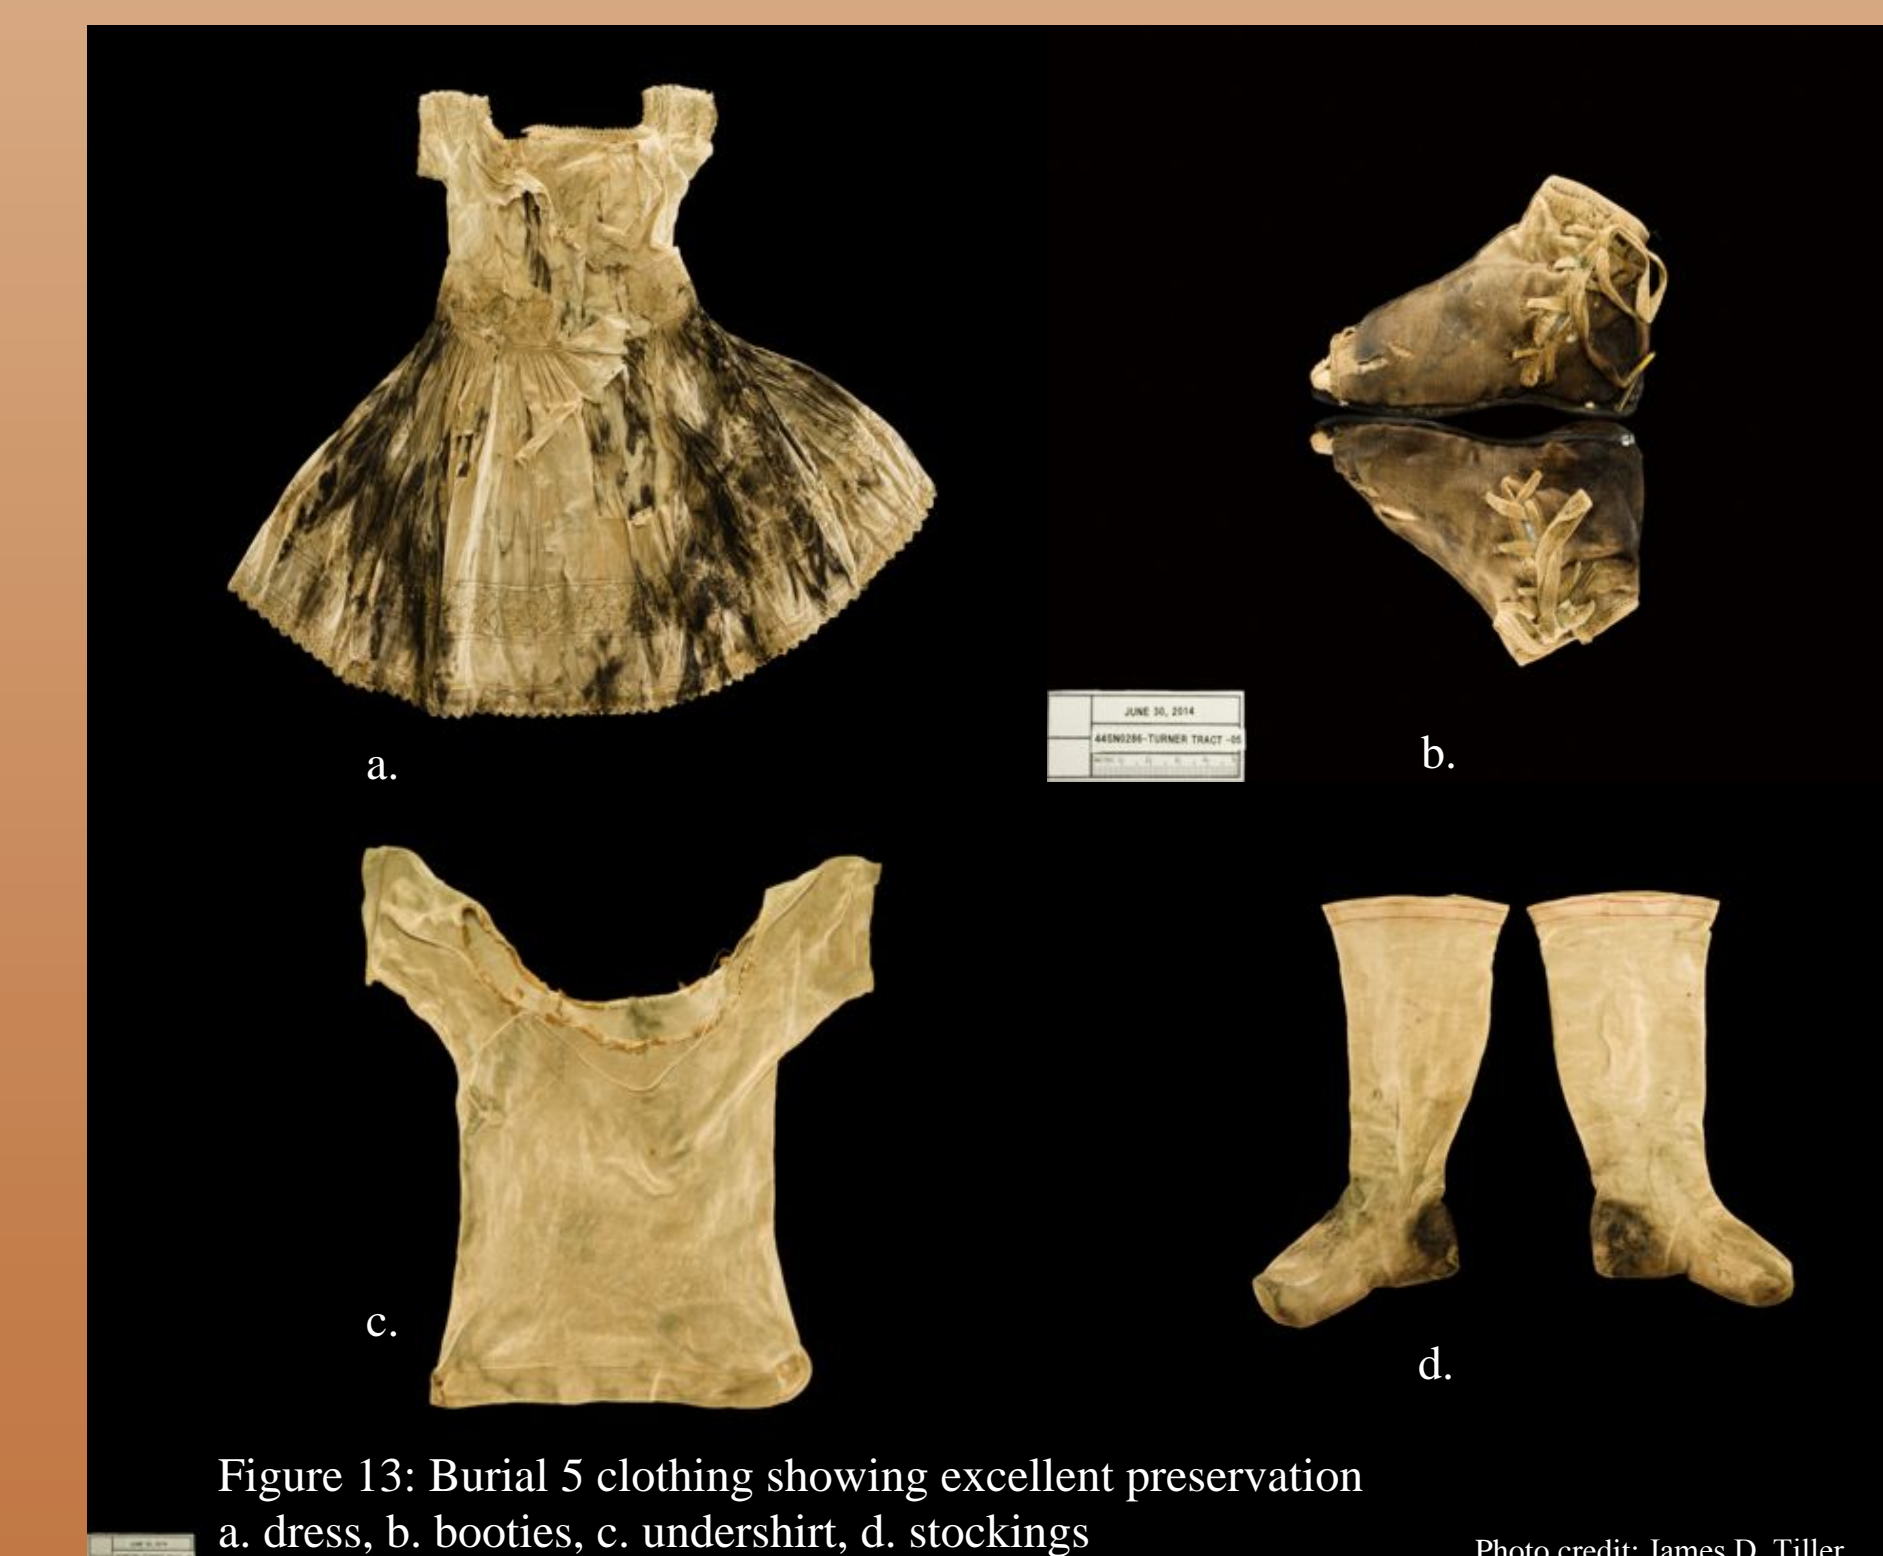 a.
JUNE 30, 2014
44SN0286-TURNER TRACT -05
b.
c.
d.
Figure 13: Burial 5 clothing showing excellent preservation
a. dress, b. booties, c. undershirt, d. stockings
Photo credit: James D. Tiller